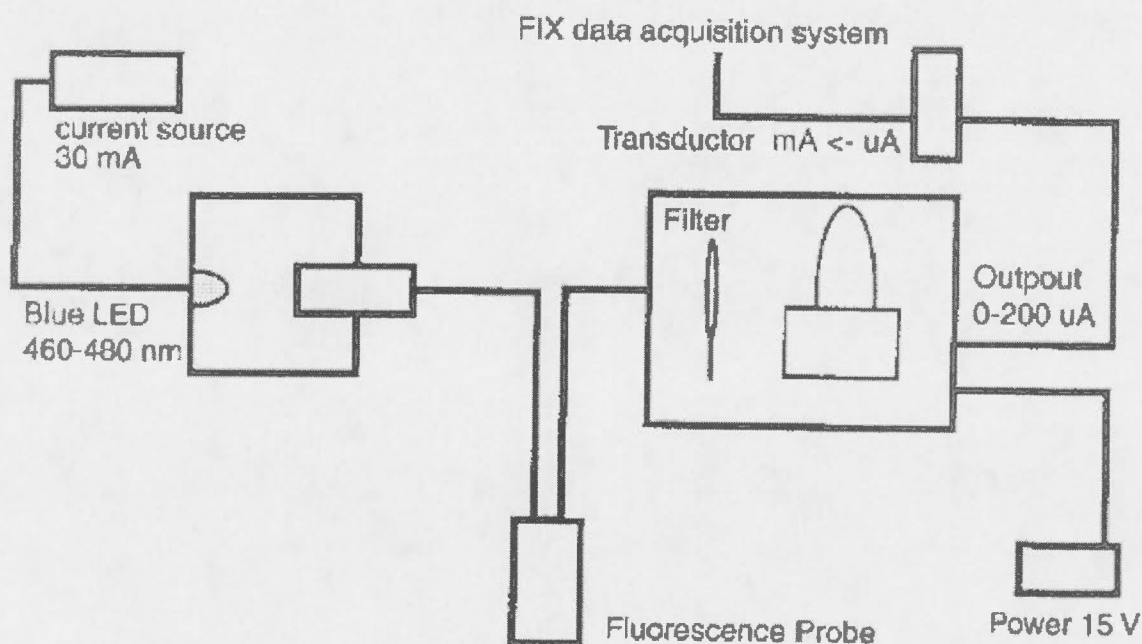 FIX data acquisition system
current source
30 mA
Transductor mA <- uA
Filter
Blue LED
460-480 nm
Outpout
0-200 uA
Fluorescence Probe
Power 15 V